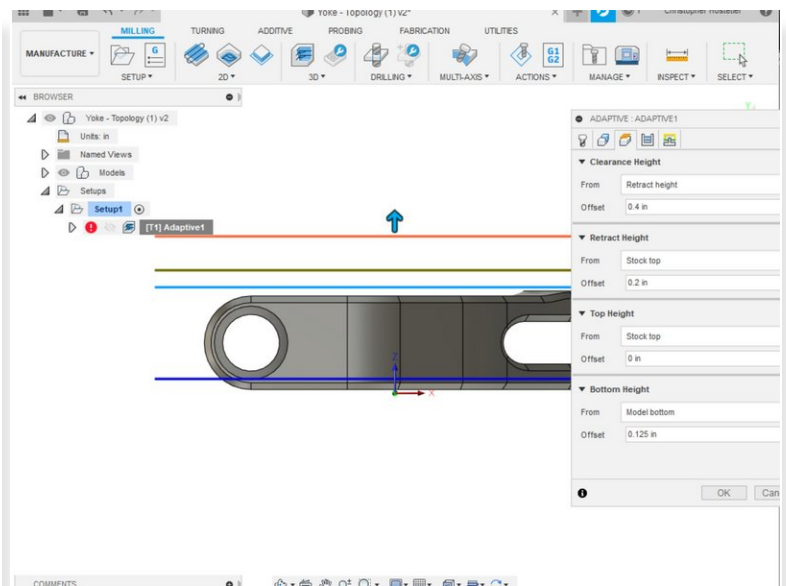 Yoke - Topology (1) v2*
MILLING TURNING ADDITIVE PROBING FABRICATION UTILITIES
MANUFACTURE
G
G1
G2
SETUP 2D 3D DRILLING MULTI-AXIS ACTIONS MANAGE INSPECT SELECT
BROWSER
Yoke - Topology (1) v2
Units: in
Named Views
Models
Setups
Setup1
[T1] Adaptive1
Z
X
Y
ADAPTIVE : ADAPTIVE1
Clearance Height
From Retract height
Offset 0.4 in
Retract Height
From Stock top
Offset 0.2 in
Top Height
From Stock top
Offset 0 in
Bottom Height
From Model bottom
Offset 0.125 in
OK Can
COMMENTS